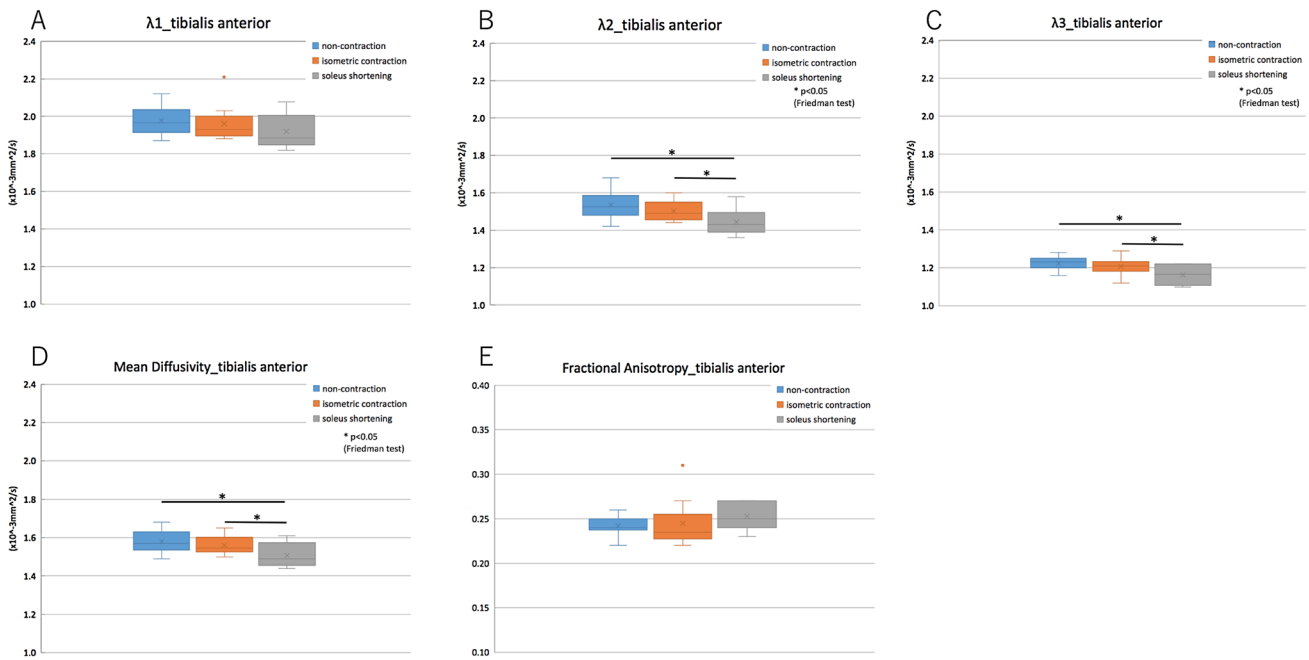 A
λ1_tibialis anterior
2.4
2.2
2.0
1.8
1.6
1.4
1.2
1.0
(x10^-3mm^2/s)
non-contraction
isometric contraction
soleus shortening
B
λ2_tibialis anterior
2.4
2.2
2.0
1.8
1.6
1.4
1.2
1.0
(x10^-3mm^2/s)
non-contraction
isometric contraction
soleus shortening
* p<0.05
(Friedman test)
*
*
C
λ3_tibialis anterior
2.4
2.2
2.0
1.8
1.6
1.4
1.2
1.0
(x10^-3mm^2/s)
non-contraction
isometric contraction
soleus shortening
* p<0.05
(Friedman test)
*
*
D
Mean Diffusivity_tibialis anterior
2.4
2.2
2.0
1.8
1.6
1.4
1.2
1.0
(x10^-3mm^2/s)
non-contraction
isometric contraction
soleus shortening
* p<0.05
(Friedman test)
*
*
E
Fractional Anisotropy_tibialis anterior
0.40
0.35
0.30
0.25
0.20
0.15
0.10
non-contraction
isometric contraction
soleus shortening